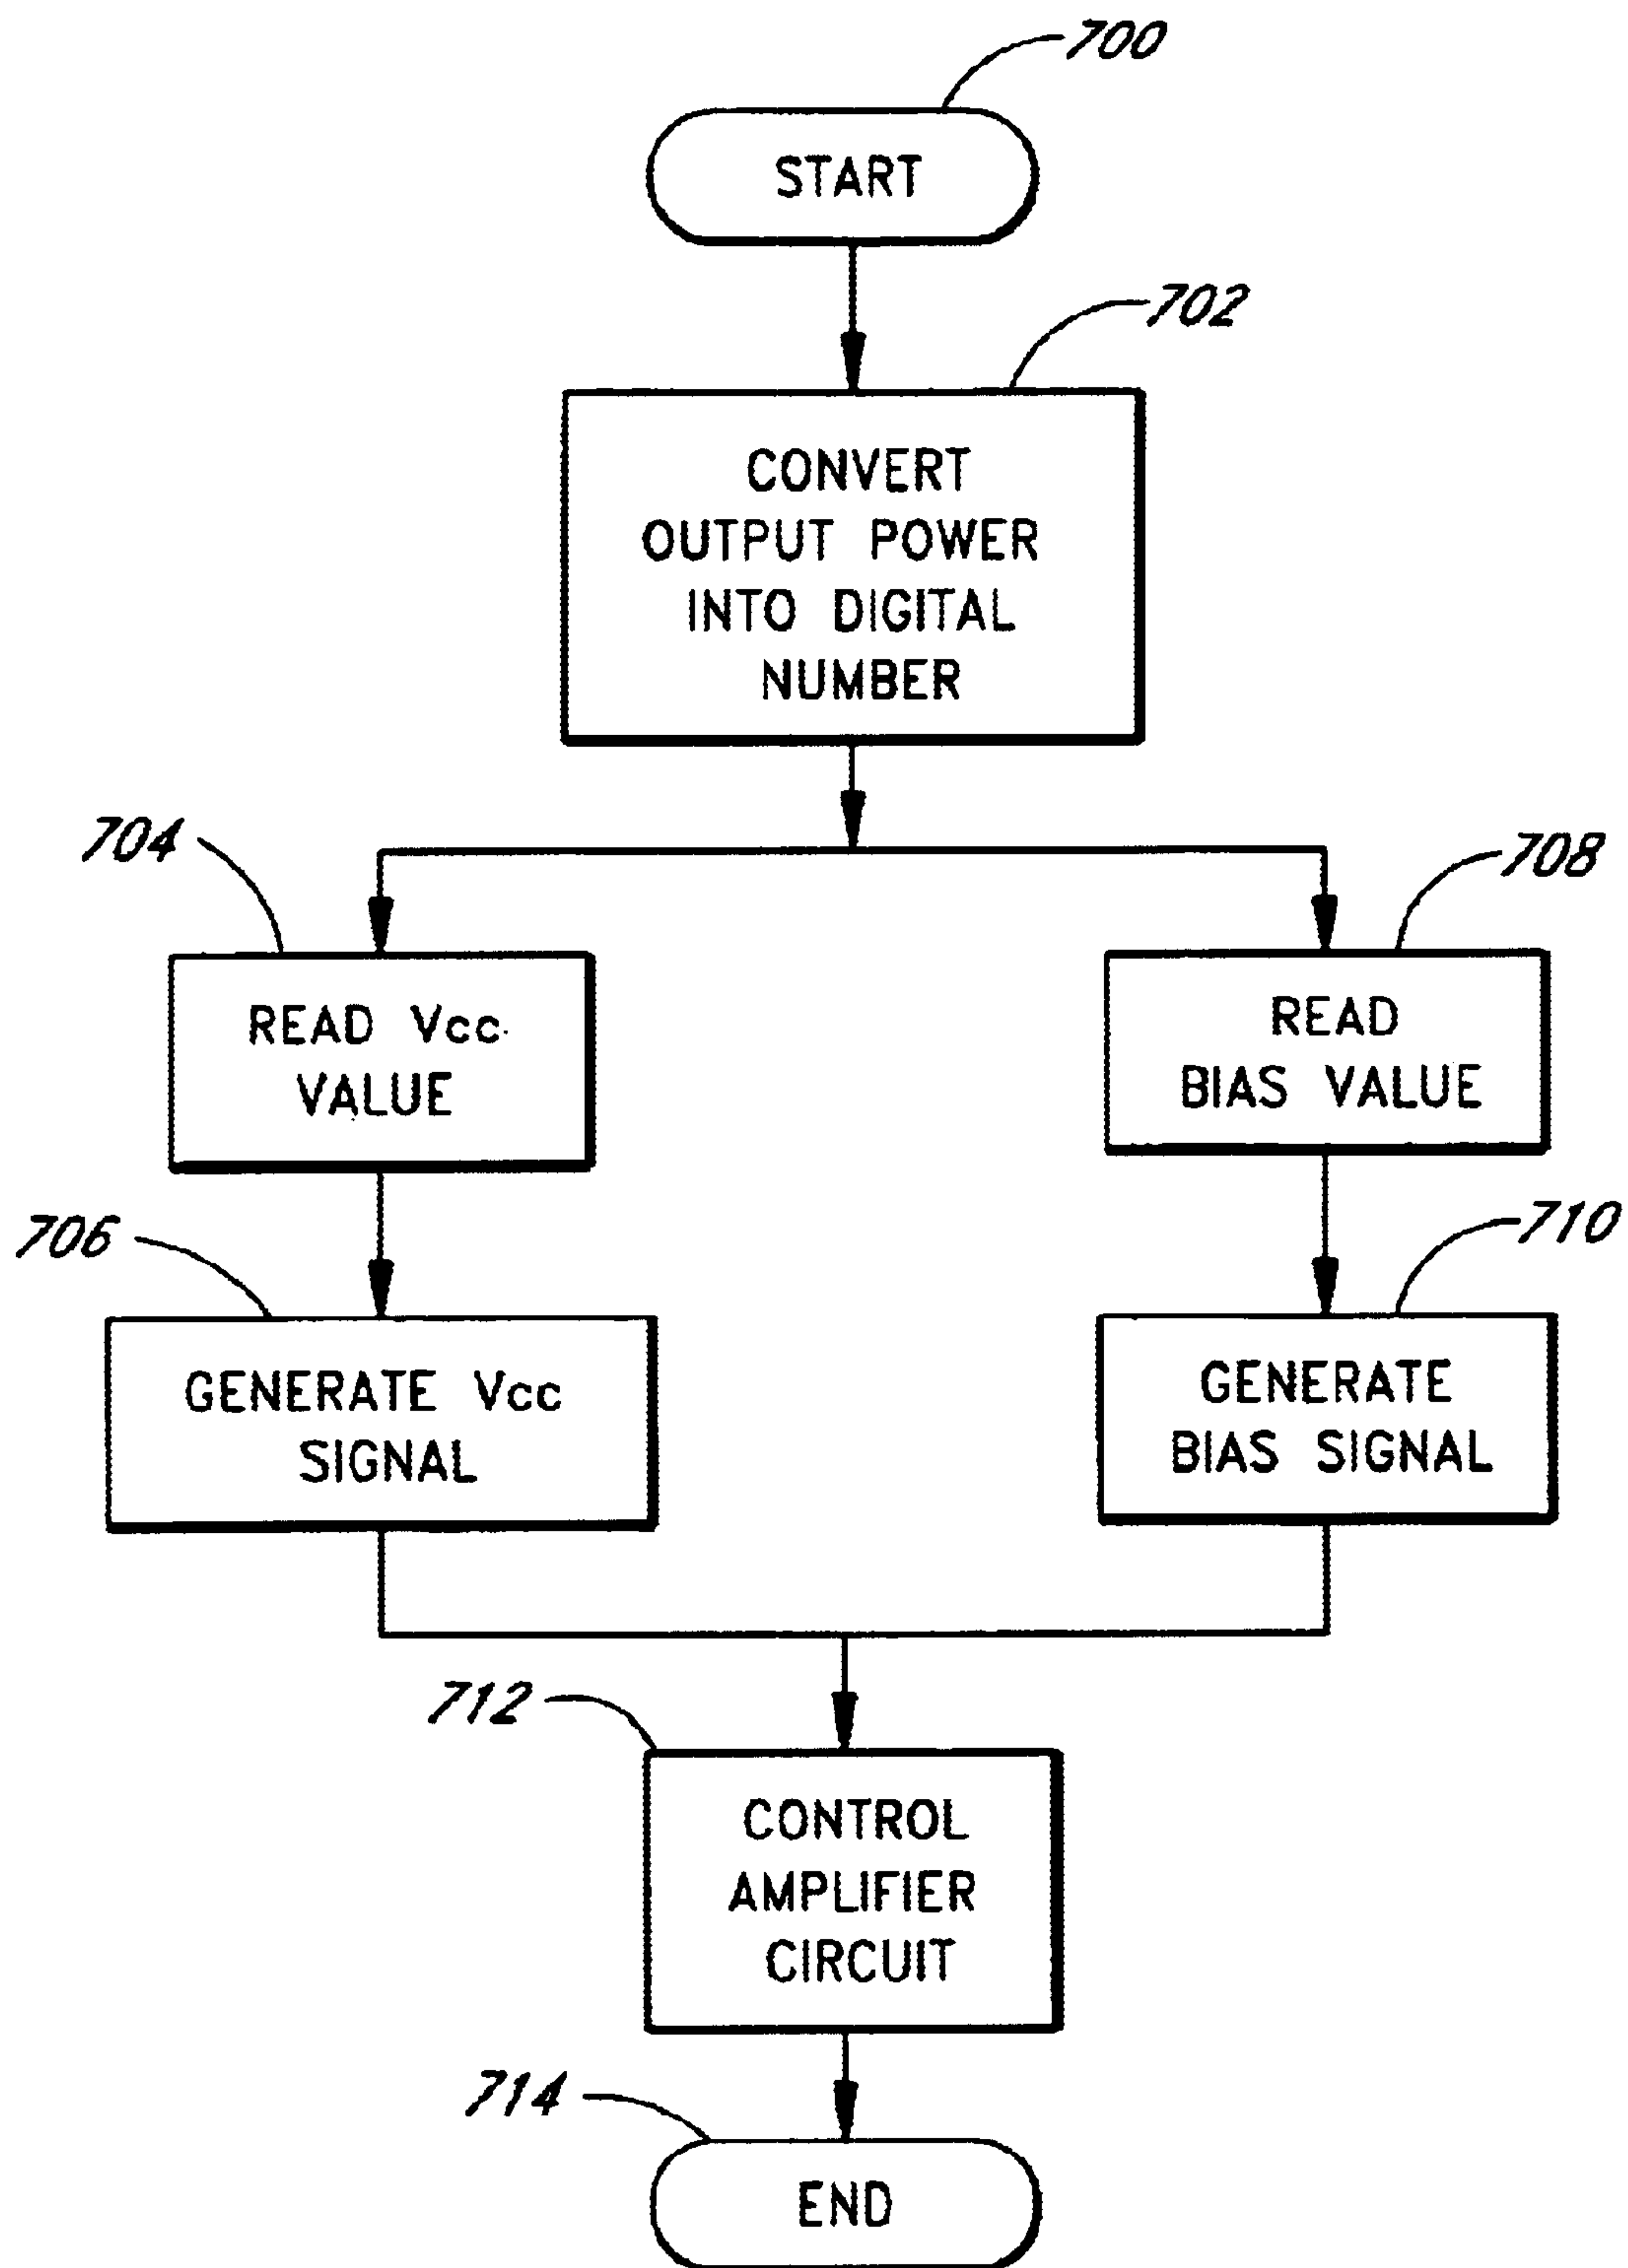 700
START
702
CONVERT
OUTPUT POWER
INTO DIGITAL
NUMBER
704
708
READ Vcc
VALUE
READ
BIAS VALUE
706
710
GENERATE Vcc
SIGNAL
GENERATE
BIAS SIGNAL
712
CONTROL
AMPLIFIER
CIRCUIT
714
END